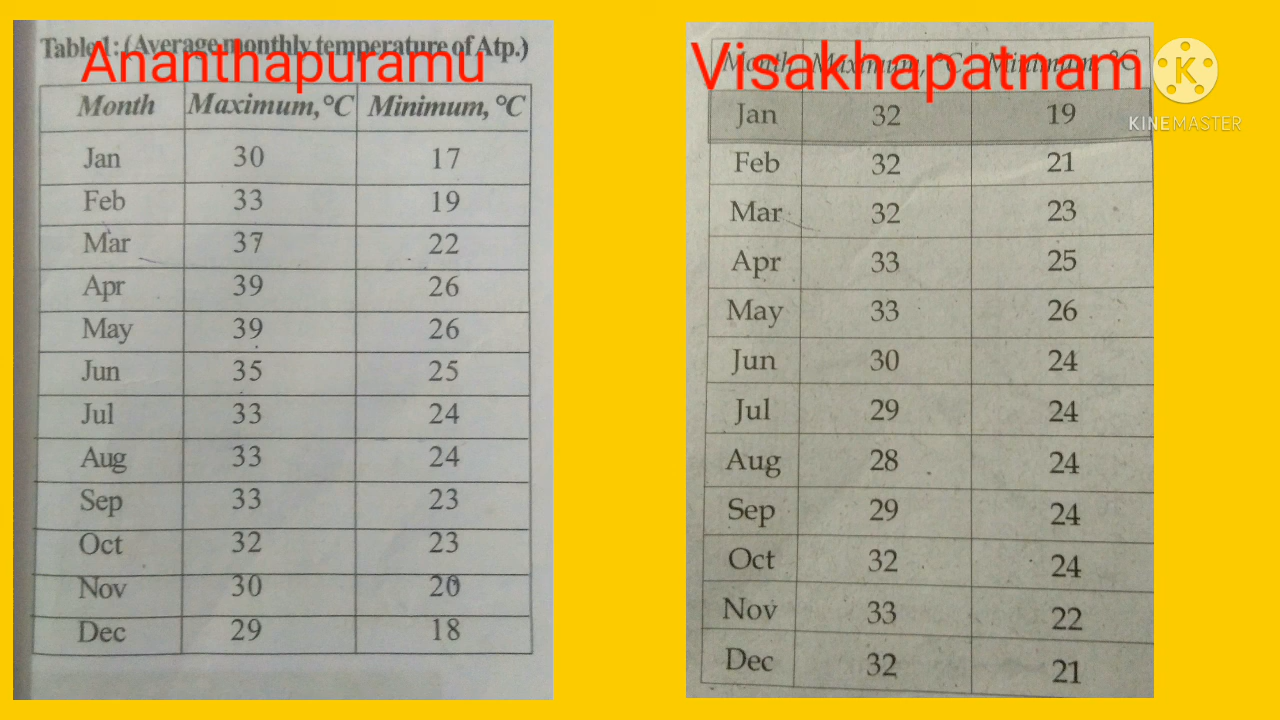 Table 1: (Average monthly temperature of Atp.)
Ananthapuramu
Month Maximum, °C Minimum, °C
Jan 30 17
Feb 33 19
Mar 37 22
Apr 39 26
May 39 26
Jun 35 25
Jul 33 24
Aug 33 24
Sep 33 23
Oct 32 23
Nov 30 20
Dec 29 18
Visakhapatnam
Month Maximum, °C Minimum, °C
Jan 32 19
Feb 32 21
Mar 32 23
Apr 33 25
May 33 26
Jun 30 24
Jul 29 24
Aug 28 24
Sep 29 24
Oct 32 24
Nov 33 22
Dec 32 21
K
KINEMASTER